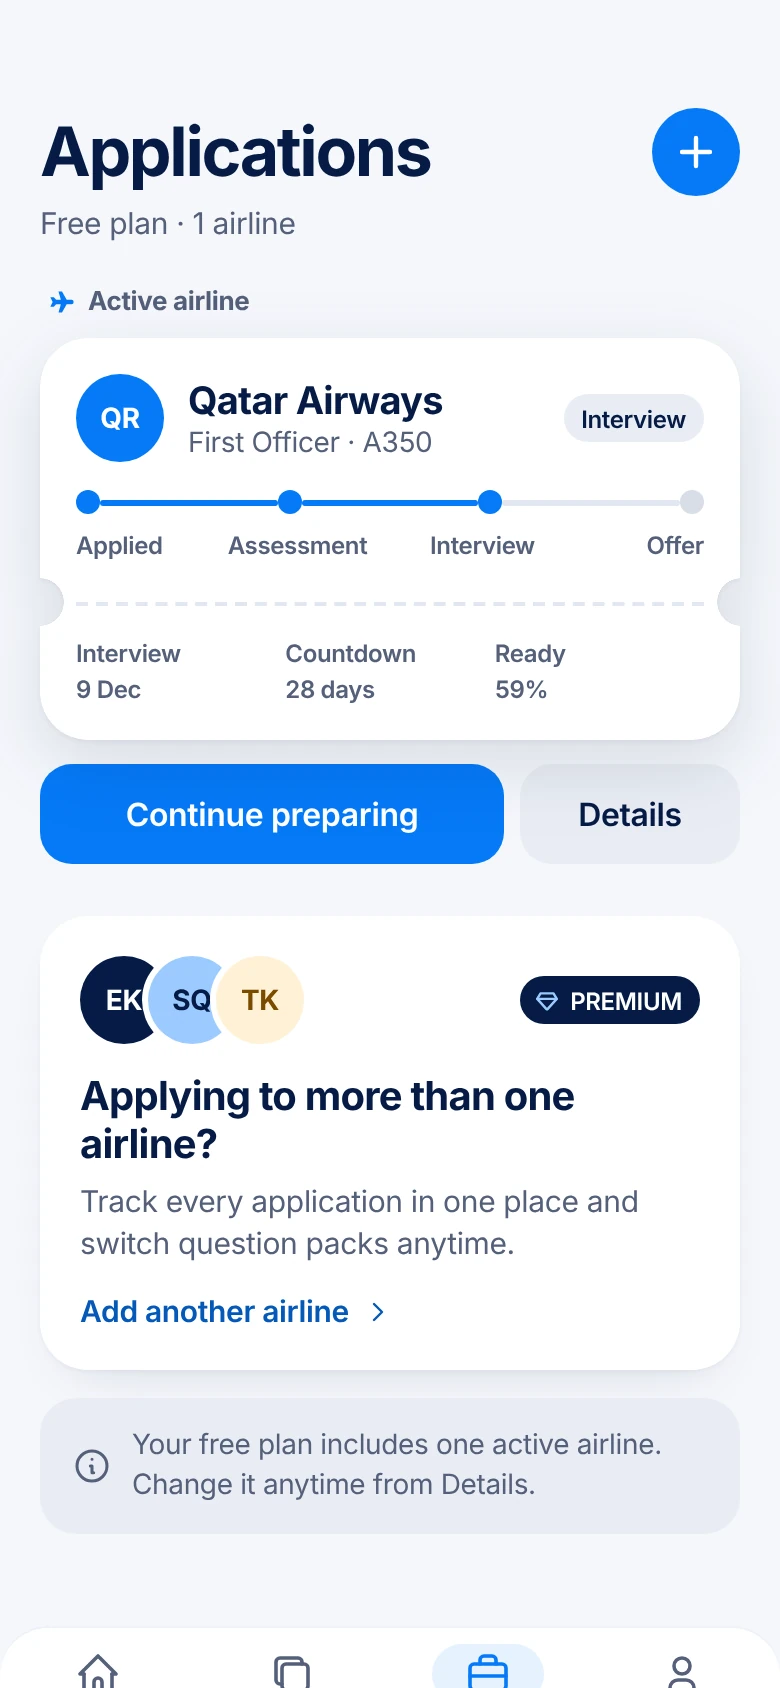 Applications
Free plan · 1 airline
Active airline
QR
Qatar Airways
First Officer · A350
Interview
Applied
Assessment
Interview
Offer
Interview
Countdown
Ready
9 Dec
28 days
59%
Continue preparing
Details
EK
SQ
TK
PREMIUM
Applying to more than one
airline?
Track every application in one place and
switch question packs anytime.
Add another airline
Your free plan includes one active airline.
Change it anytime from Details.